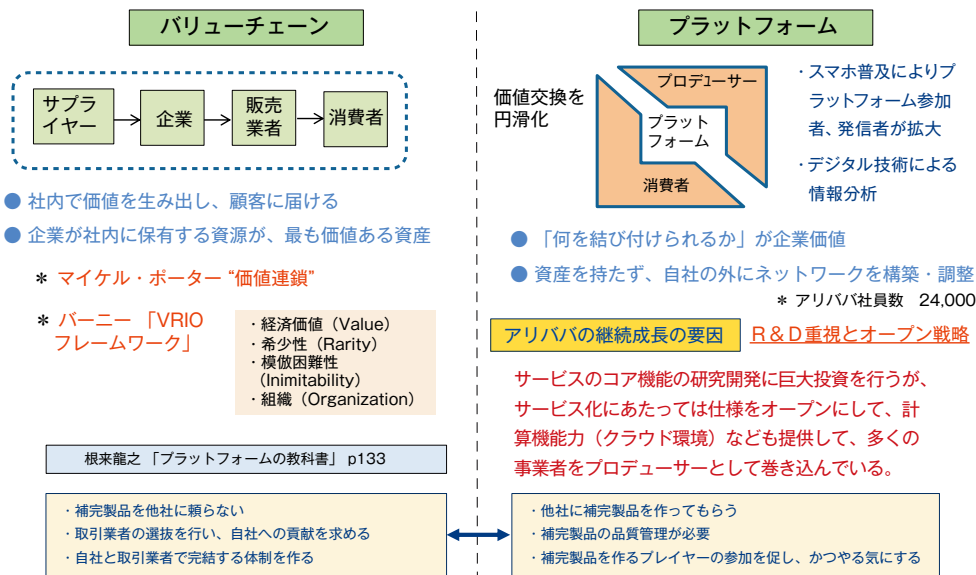 バリューチェーン
サプラ
イヤー
企業
販売
業者
消費者
● 社内で価値を生み出し、顧客に届ける
● 企業が社内に保有する資源が、最も価値ある資産
＊ マイケル・ポーター “価値連鎖”
＊ バーニー 「VRIO
フレームワーク」
・経済価値（Value）
・希少性（Rarity）
・模倣困難性
（Inimitability）
・組織（Organization）
根来龍之 「プラットフォームの教科書」 p133
・補完製品を他社に頼らない
・取引業者の選抜を行い、自社への貢献を求める
・自社と取引業者で完結する体制を作る
プラットフォーム
価値交換を
円滑化
プロデューサー
プラット
フォーム
消費者
・スマホ普及によりプ
ラットフォーム参加
者、発信者が拡大
・デジタル技術による
情報分析
● 「何を結び付けられるか」が企業価値
● 資産を持たず、自社の外にネットワークを構築・調整
＊ アリババ社員数　24,000
アリババの継続成長の要因
R＆D重視とオープン戦略
サービスのコア機能の研究開発に巨大投資を行うが、
サービス化にあたっては仕様をオープンにして、計
算機能力（クラウド環境）なども提供して、多くの
事業者をプロデューサーとして巻き込んでいる。
・他社に補完製品を作ってもらう
・補完製品の品質管理が必要
・補完製品を作るプレイヤーの参加を促し、かつやる気にする